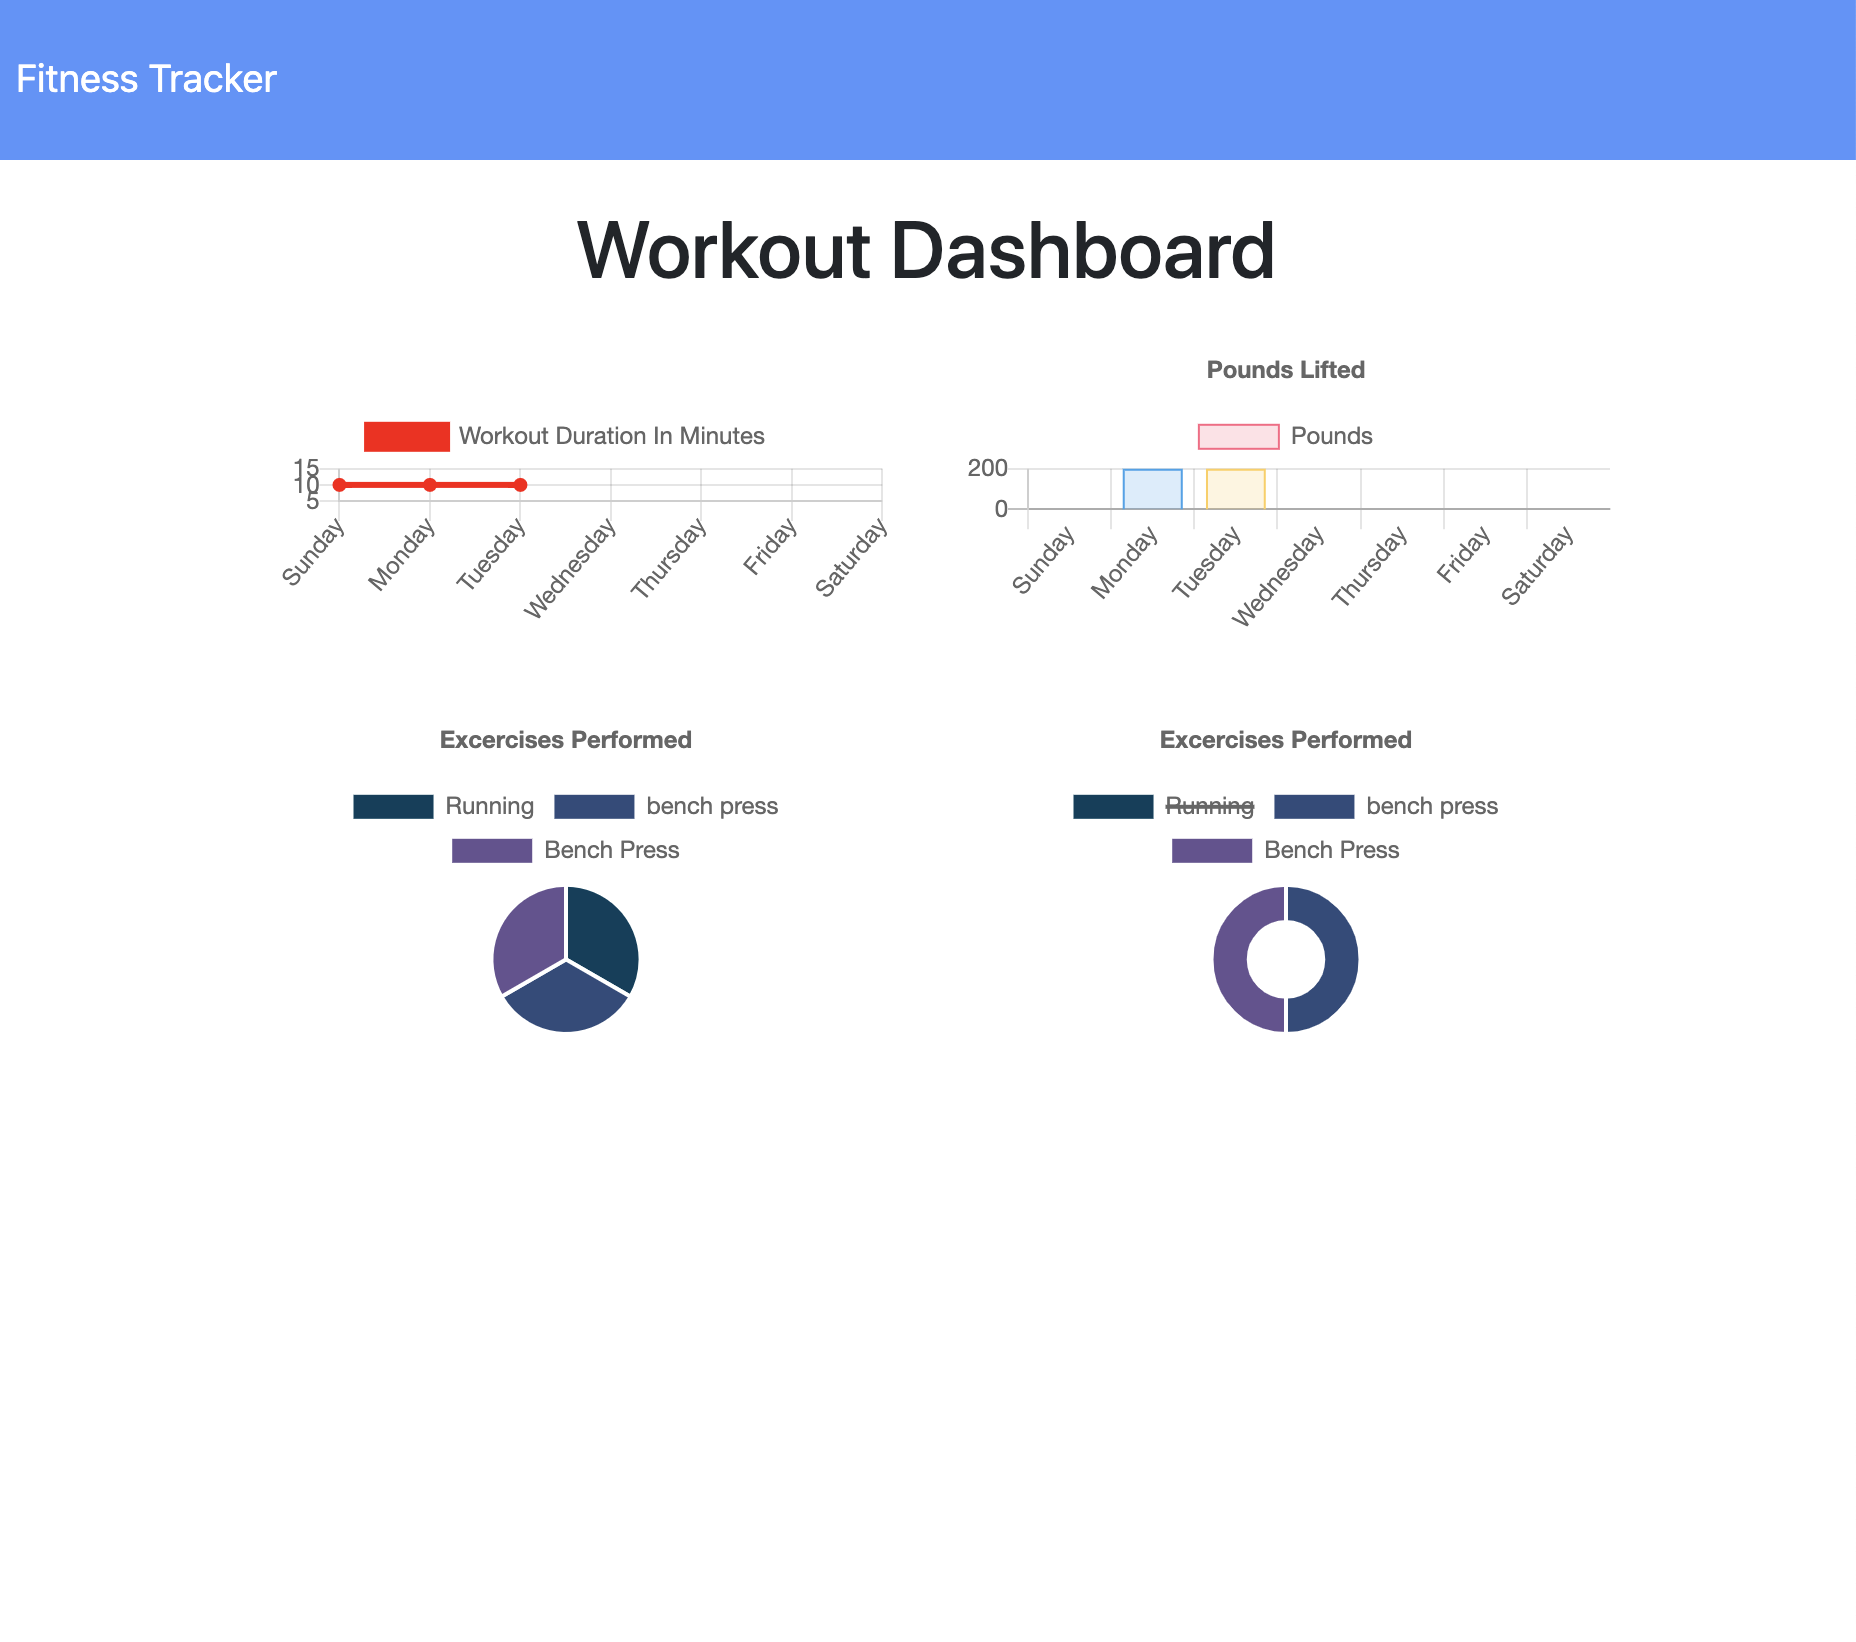 Fitness Tracker
Workout Dashboard
Workout Duration In Minutes
15
10
5
Sunday Monday Tuesday Wednesday Thursday Friday Saturday
Pounds Lifted
Pounds
200
0
Sunday Monday Tuesday Wednesday Thursday Friday Saturday
Excercises Performed
Running bench press
Bench Press
Excercises Performed
Running bench press
Bench Press